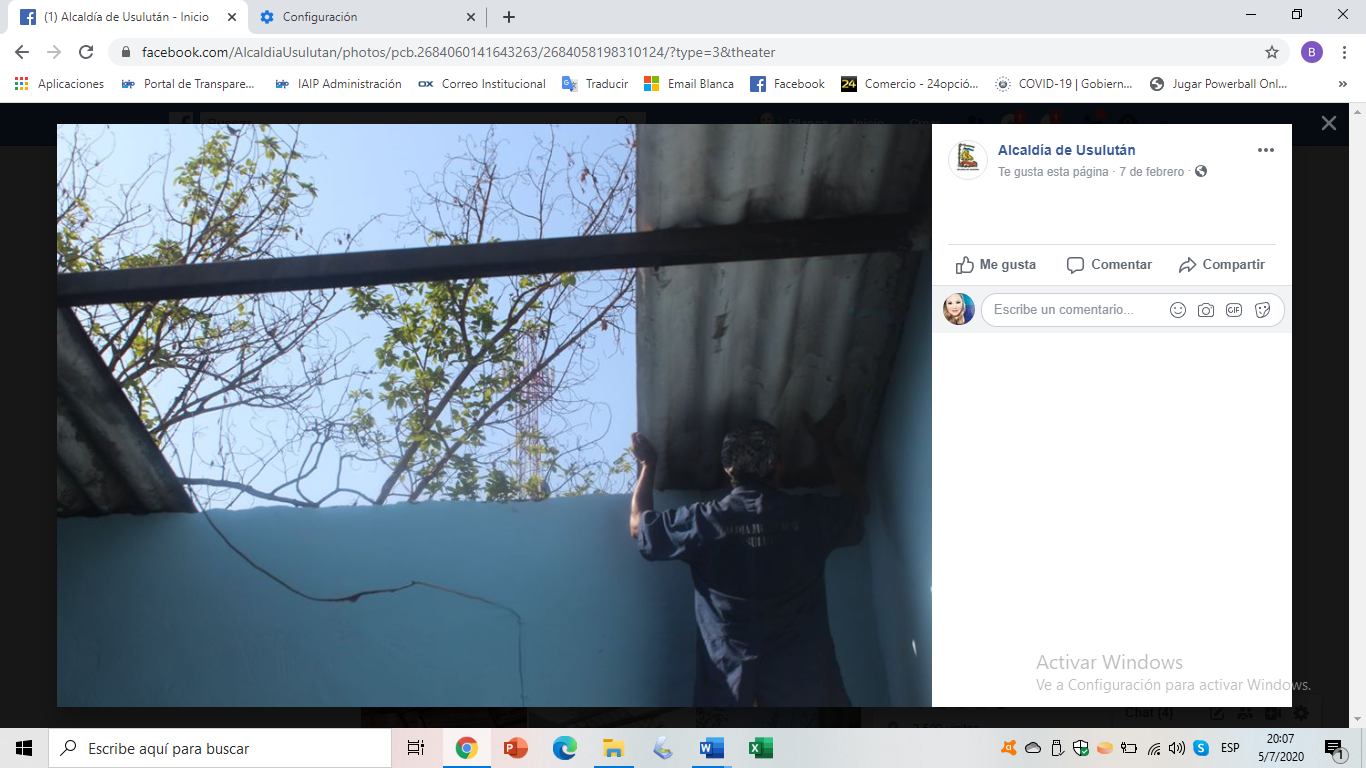 (1) Alcaldía de Usulután - Inicio
Configuración
facebook.com/AlcaldiaUsulutan/photos/pcb.2684060141643263/2684058198310124/?type=3&theater
B
Aplicaciones
Portal de Transpare...
IAIP Administración
Correo Institucional
Traducir
Email Blanca
Facebook
Comercio - 24opció...
COVID-19 | Gobiern...
Jugar Powerball Onl...
Alcaldía de Usulután
Te gusta esta página · 7 de febrero ·
Me gusta
Comentar
Compartir
Escribe un comentario...
GIF
Activar Windows
Ve a Configuración para activar Windows.
Chat (4)
Escribe aquí para buscar
ESP
20:07
5/7/2020
1